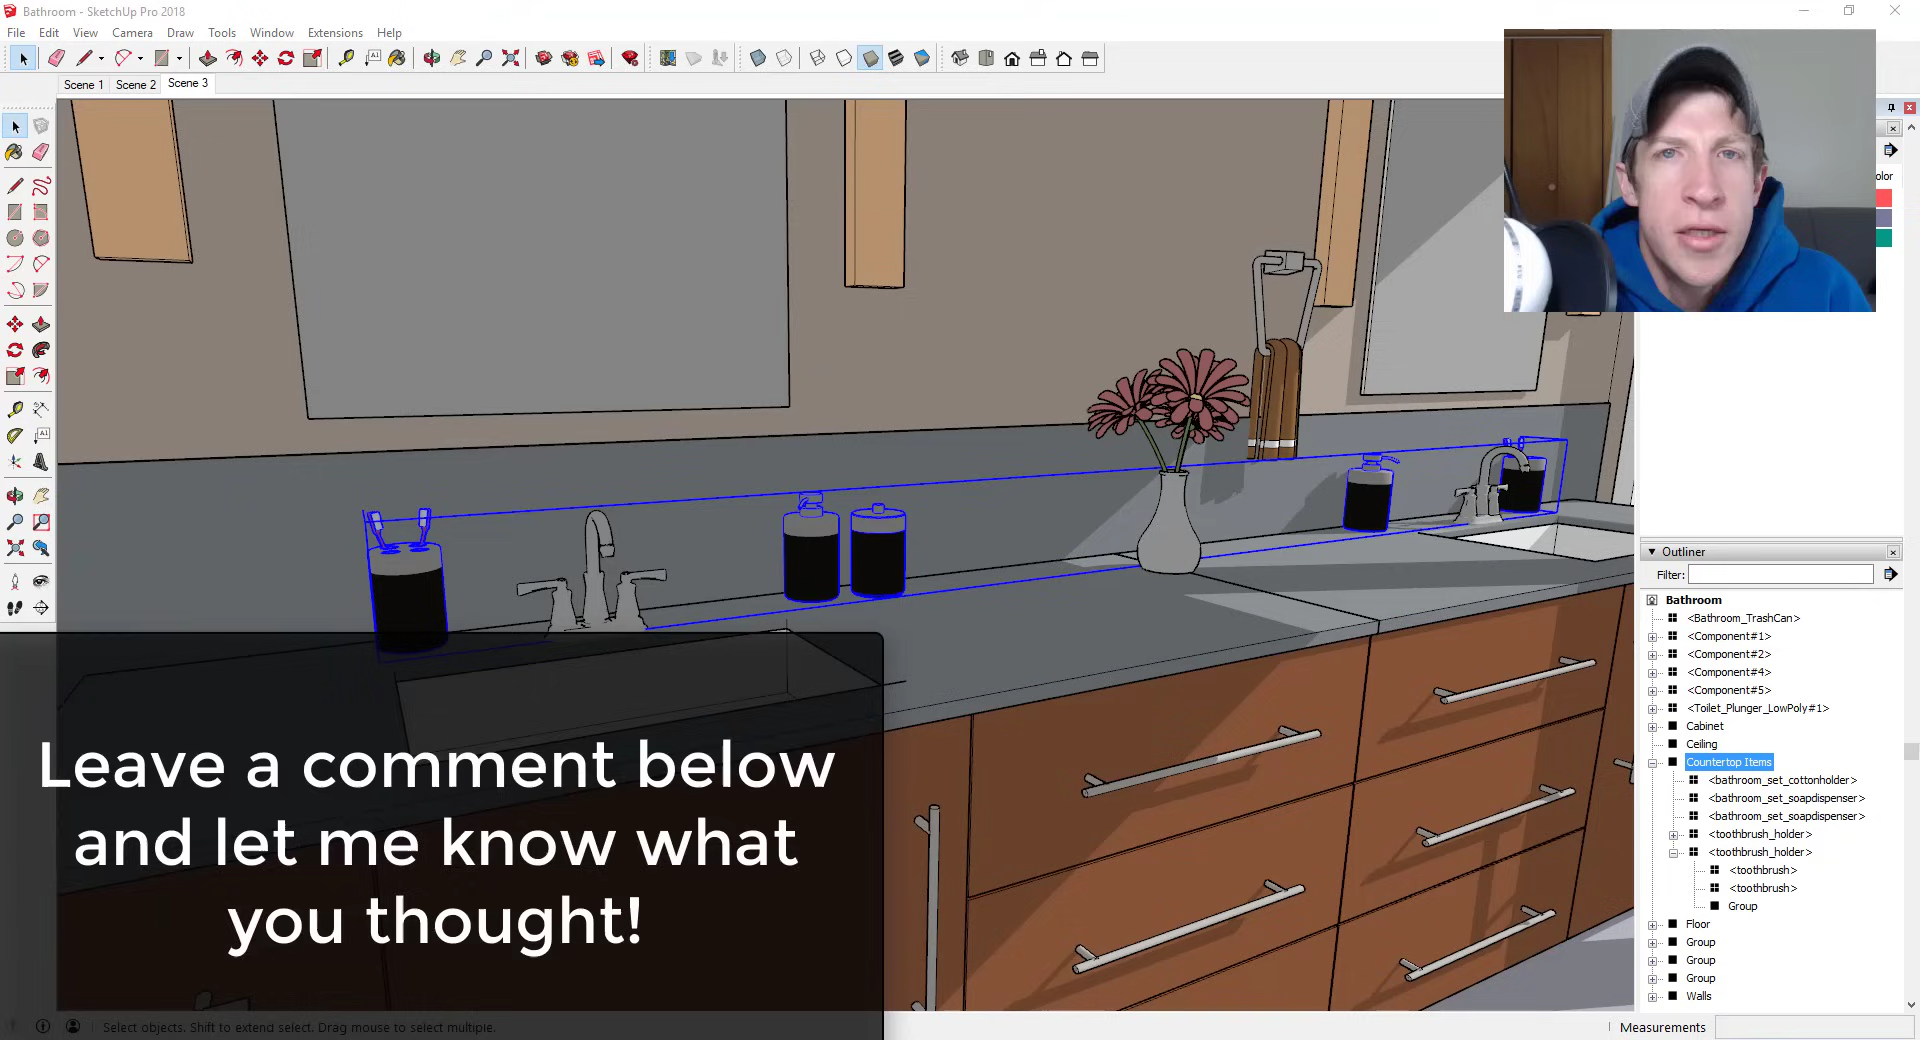 Bathroom - SketchUp Pro 2018
File Edit View Camera Draw Tools Window Extensions Help
Scene 1 Scene 2 Scene 3
olor
Outliner
Filter:
Bathroom
<Bathroom_TrashCan>
<Component#1>
<Component#2>
<Component#4>
<Component#5>
<Toilet_Plunger_LowPoly#1>
Cabinet
Ceiling
Countertop Items
<bathroom_set_cottonholder>
<bathroom_set_soapdispenser>
<bathroom_set_soapdispenser>
<toothbrush_holder>
<toothbrush_holder>
<toothbrush>
<toothbrush>
Group
Floor
Group
Group
Group
Walls
Leave a comment below
and let me know what
you thought!
Select objects. Shift to extend select. Drag mouse to select multiple.
Measurements